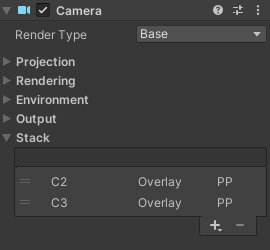 Camera
Render Type Base
Projection
Rendering
Environment
Output
Stack
C2 Overlay PP
C3 Overlay PP